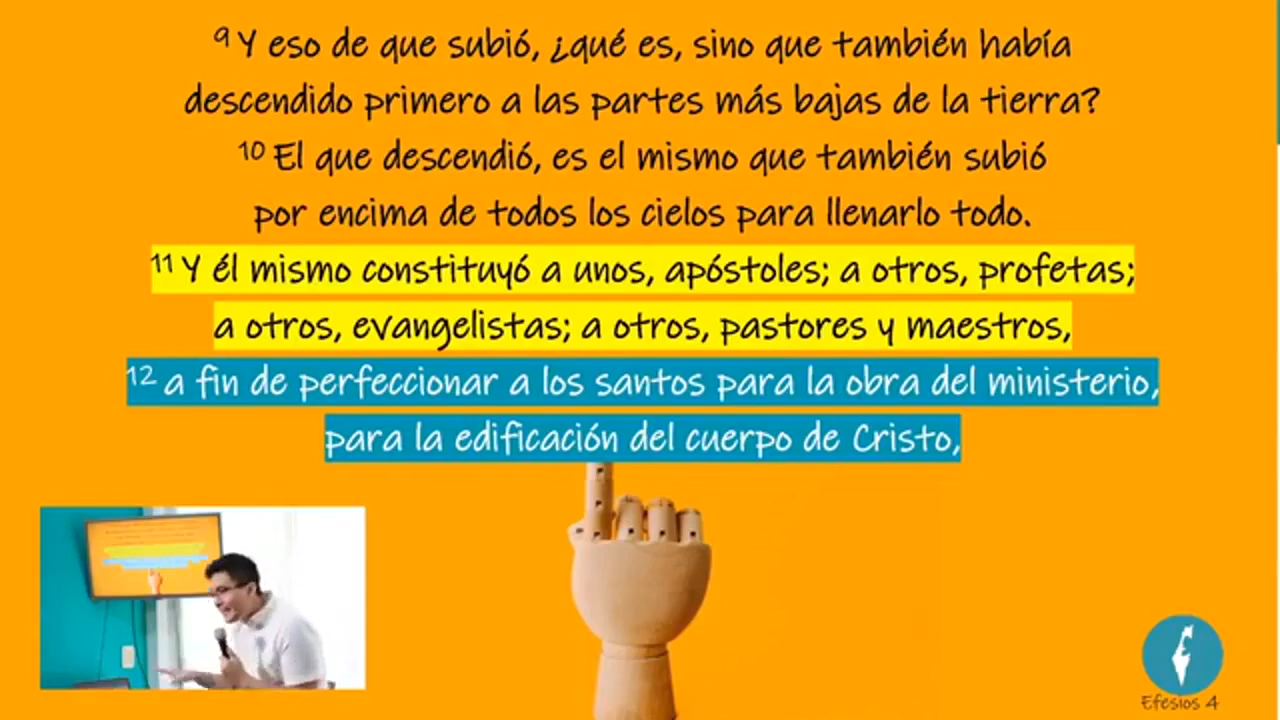 ⁹ Y eso de que subió, ¿qué es, sino que también había
descendido primero a las partes más bajas de la tierra?
¹⁰ El que descendió, es el mismo que también subió
por encima de todos los cielos para llenarlo todo.
¹¹ Y él mismo constituyó a unos, apóstoles; a otros, profetas;
a otros, evangelistas; a otros, pastores y maestros,
¹² a fin de perfeccionar a los santos para la obra del ministerio,
para la edificación del cuerpo de Cristo,
Efesios 4